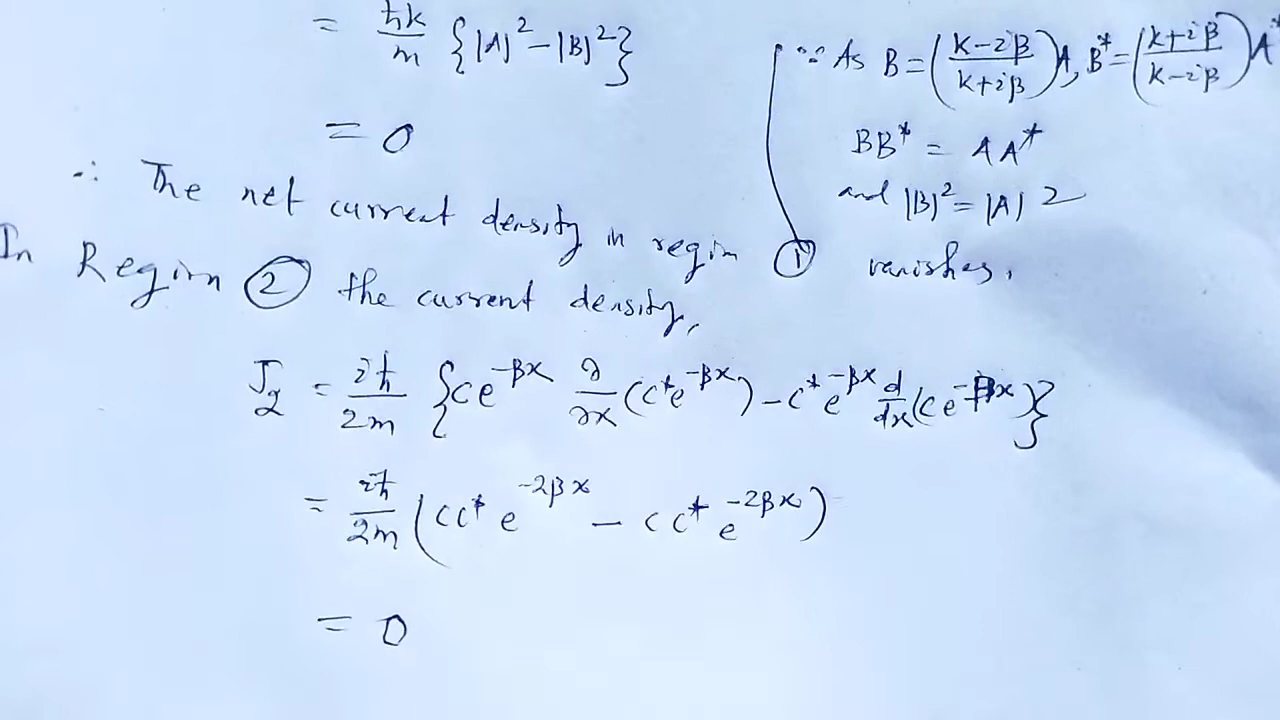 = ħk/m {|A|² - |B|²}
∵ As B = (k-iβ / k+iβ)A, B* = (k+iβ / k-iβ)A*
= 0
BB* = AA*
and |B|² = |A|²
∴ The net current density in region ① vanishes.
In Region ② the current density,
J₂ = iħ/2m {ce^-βx ∂/∂x (c*e^-βx) - c*e^-βx d/dx (ce^-βx)}
= iħ/2m (cc* e^-2βx - cc* e^-2βx)
= 0